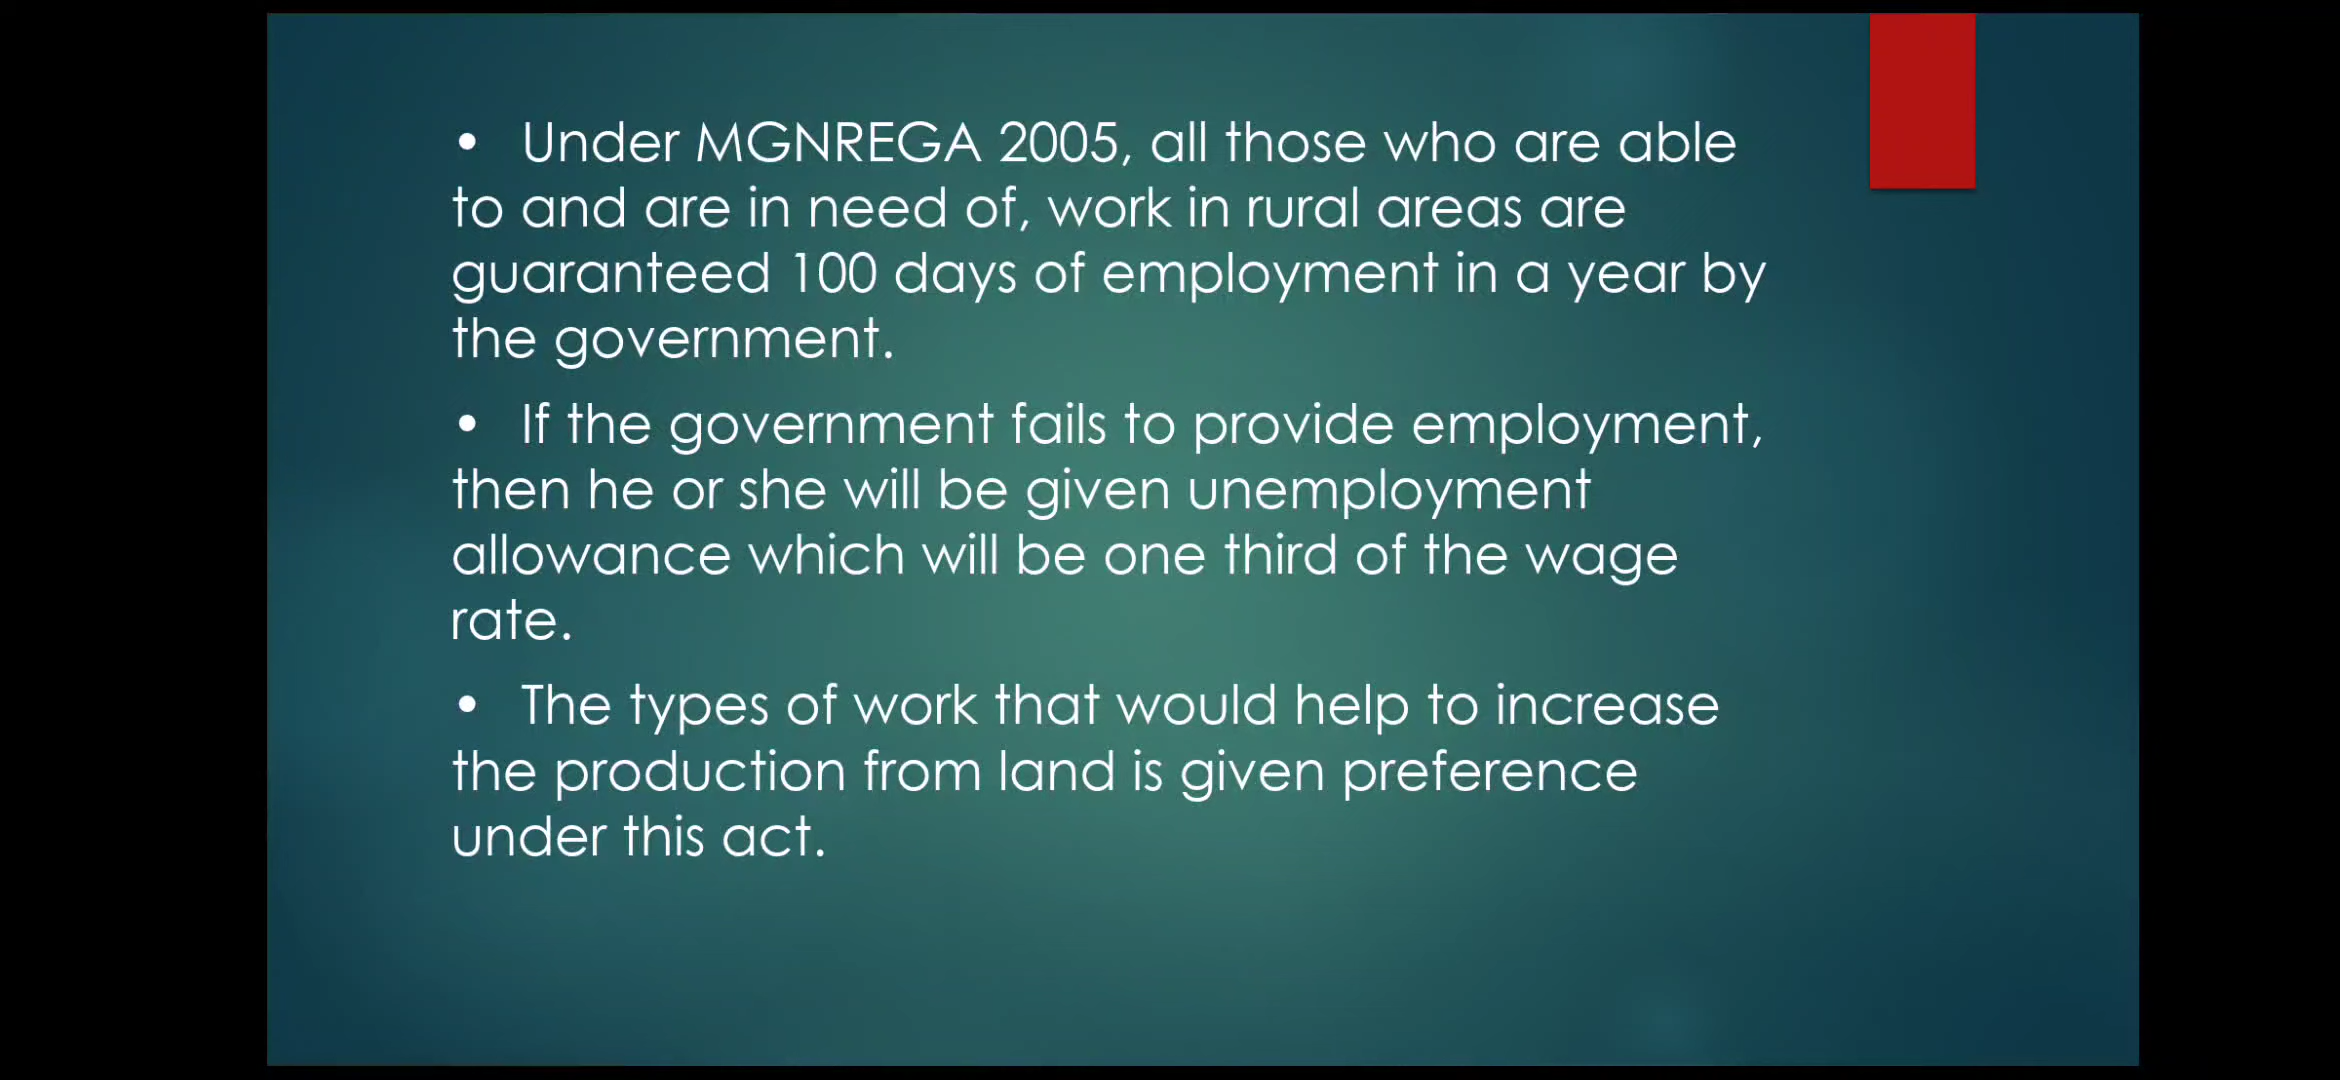 • Under MGNREGA 2005, all those who are able
to and are in need of, work in rural areas are
guaranteed 100 days of employment in a year by
the government.
• If the government fails to provide employment,
then he or she will be given unemployment
allowance which will be one third of the wage
rate.
• The types of work that would help to increase
the production from land is given preference
under this act.